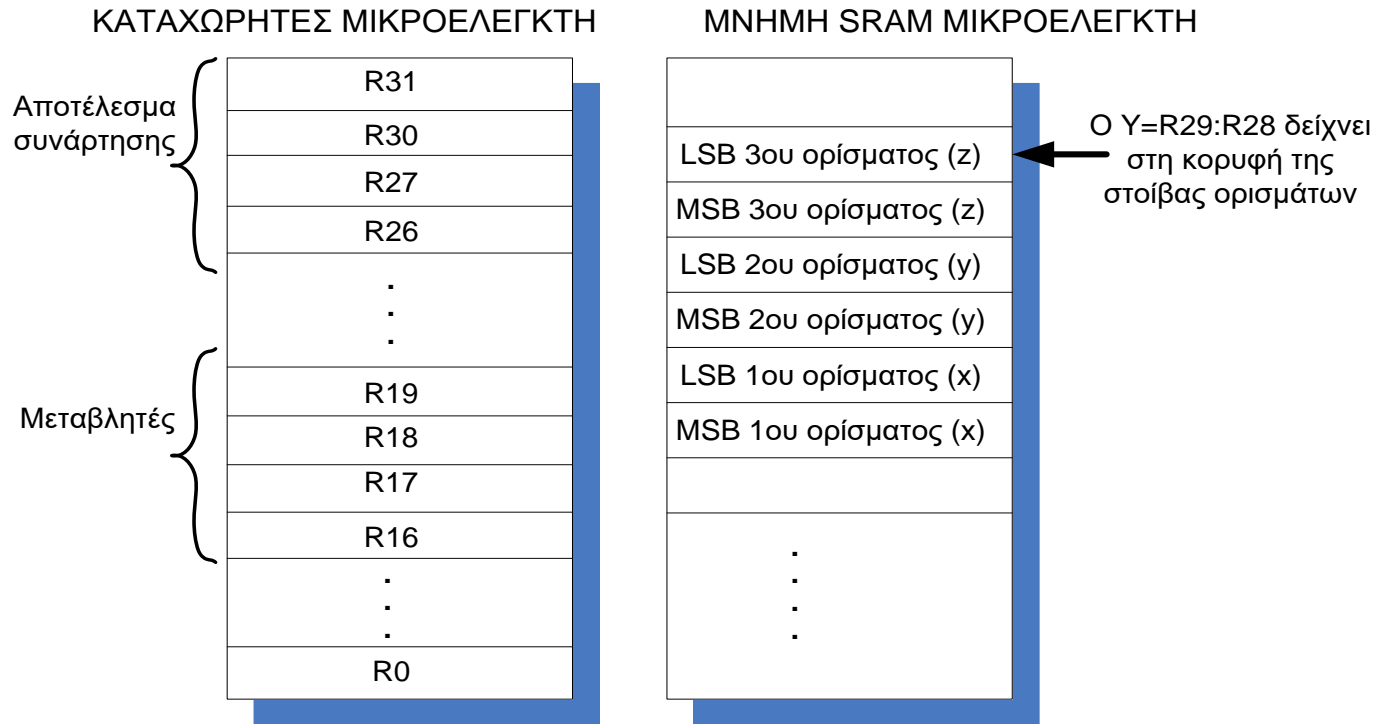 ΚΑΤΑΧΩΡΗΤΕΣ ΜΙΚΡΟΕΛΕΓΚΤΗ
Αποτέλεσμα
συνάρτησης
R31
R30
R27
R26
.
.
.
Μεταβλητές
R19
R18
R17
R16
.
.
.
R0
ΜΝΗΜΗ SRAM ΜΙΚΡΟΕΛΕΓΚΤΗ
LSB 3ου ορίσματος (z)
MSB 3ου ορίσματος (z)
LSB 2ου ορίσματος (y)
MSB 2ου ορίσματος (y)
LSB 1ου ορίσματος (x)
MSB 1ου ορίσματος (x)
.
.
.
.
Ο Y=R29:R28 δείχνει
στη κορυφή της
στοίβας ορισμάτων